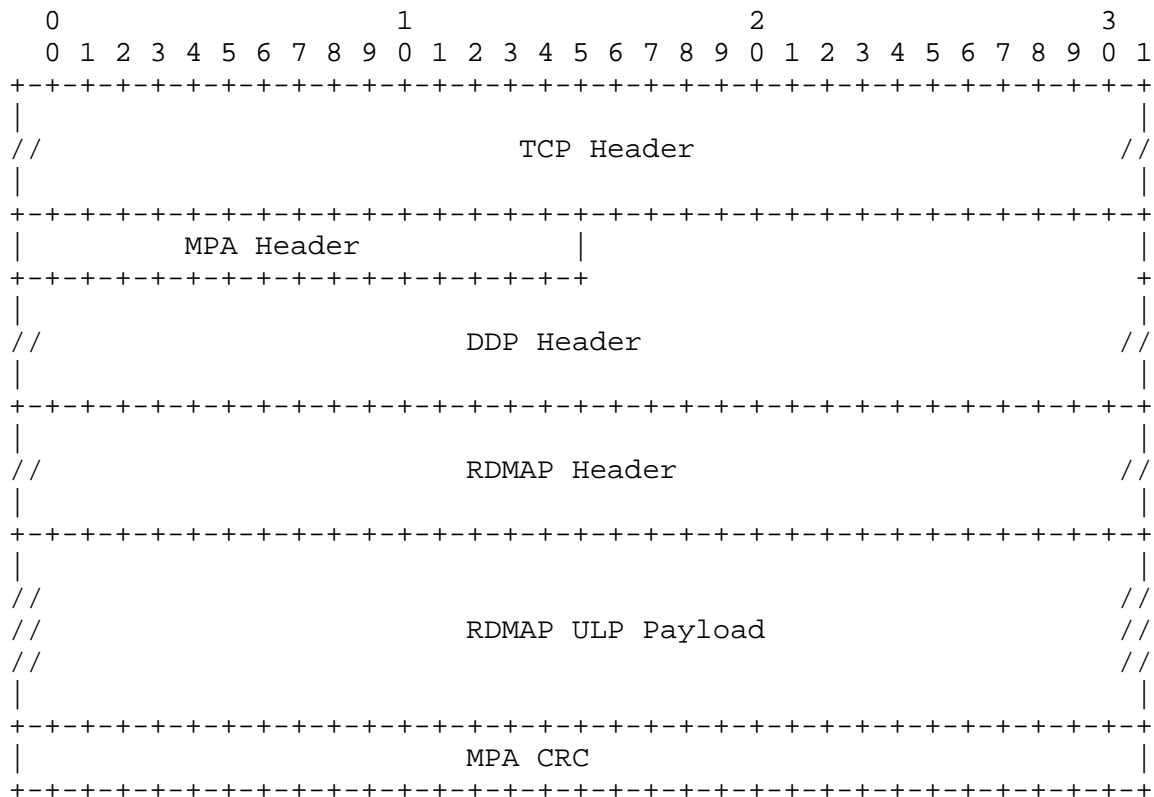 0                   1                   2                   3
0 1 2 3 4 5 6 7 8 9 0 1 2 3 4 5 6 7 8 9 0 1 2 3 4 5 6 7 8 9 0 1
+-+-+-+-+-+-+-+-+-+-+-+-+-+-+-+-+-+-+-+-+-+-+-+-+-+-+-+-+-+-+-+-+
|                                                               |
//                           TCP Header                        //
|                                                               |
+-+-+-+-+-+-+-+-+-+-+-+-+-+-+-+-+-+-+-+-+-+-+-+-+-+-+-+-+-+-+-+-+
|         MPA Header            |                               |
+-+-+-+-+-+-+-+-+-+-+-+-+-+-+-+-+                               +
|                                                               |
//                        DDP Header                           //
|                                                               |
+-+-+-+-+-+-+-+-+-+-+-+-+-+-+-+-+-+-+-+-+-+-+-+-+-+-+-+-+-+-+-+-+
|                                                               |
//                        RDMAP Header                         //
|                                                               |
+-+-+-+-+-+-+-+-+-+-+-+-+-+-+-+-+-+-+-+-+-+-+-+-+-+-+-+-+-+-+-+-+
|                                                               |
//                                                             //
//                        RDMAP ULP Payload                    //
//                                                             //
|                                                               |
+-+-+-+-+-+-+-+-+-+-+-+-+-+-+-+-+-+-+-+-+-+-+-+-+-+-+-+-+-+-+-+-+
|                         MPA CRC                               |
+-+-+-+-+-+-+-+-+-+-+-+-+-+-+-+-+-+-+-+-+-+-+-+-+-+-+-+-+-+-+-+-+